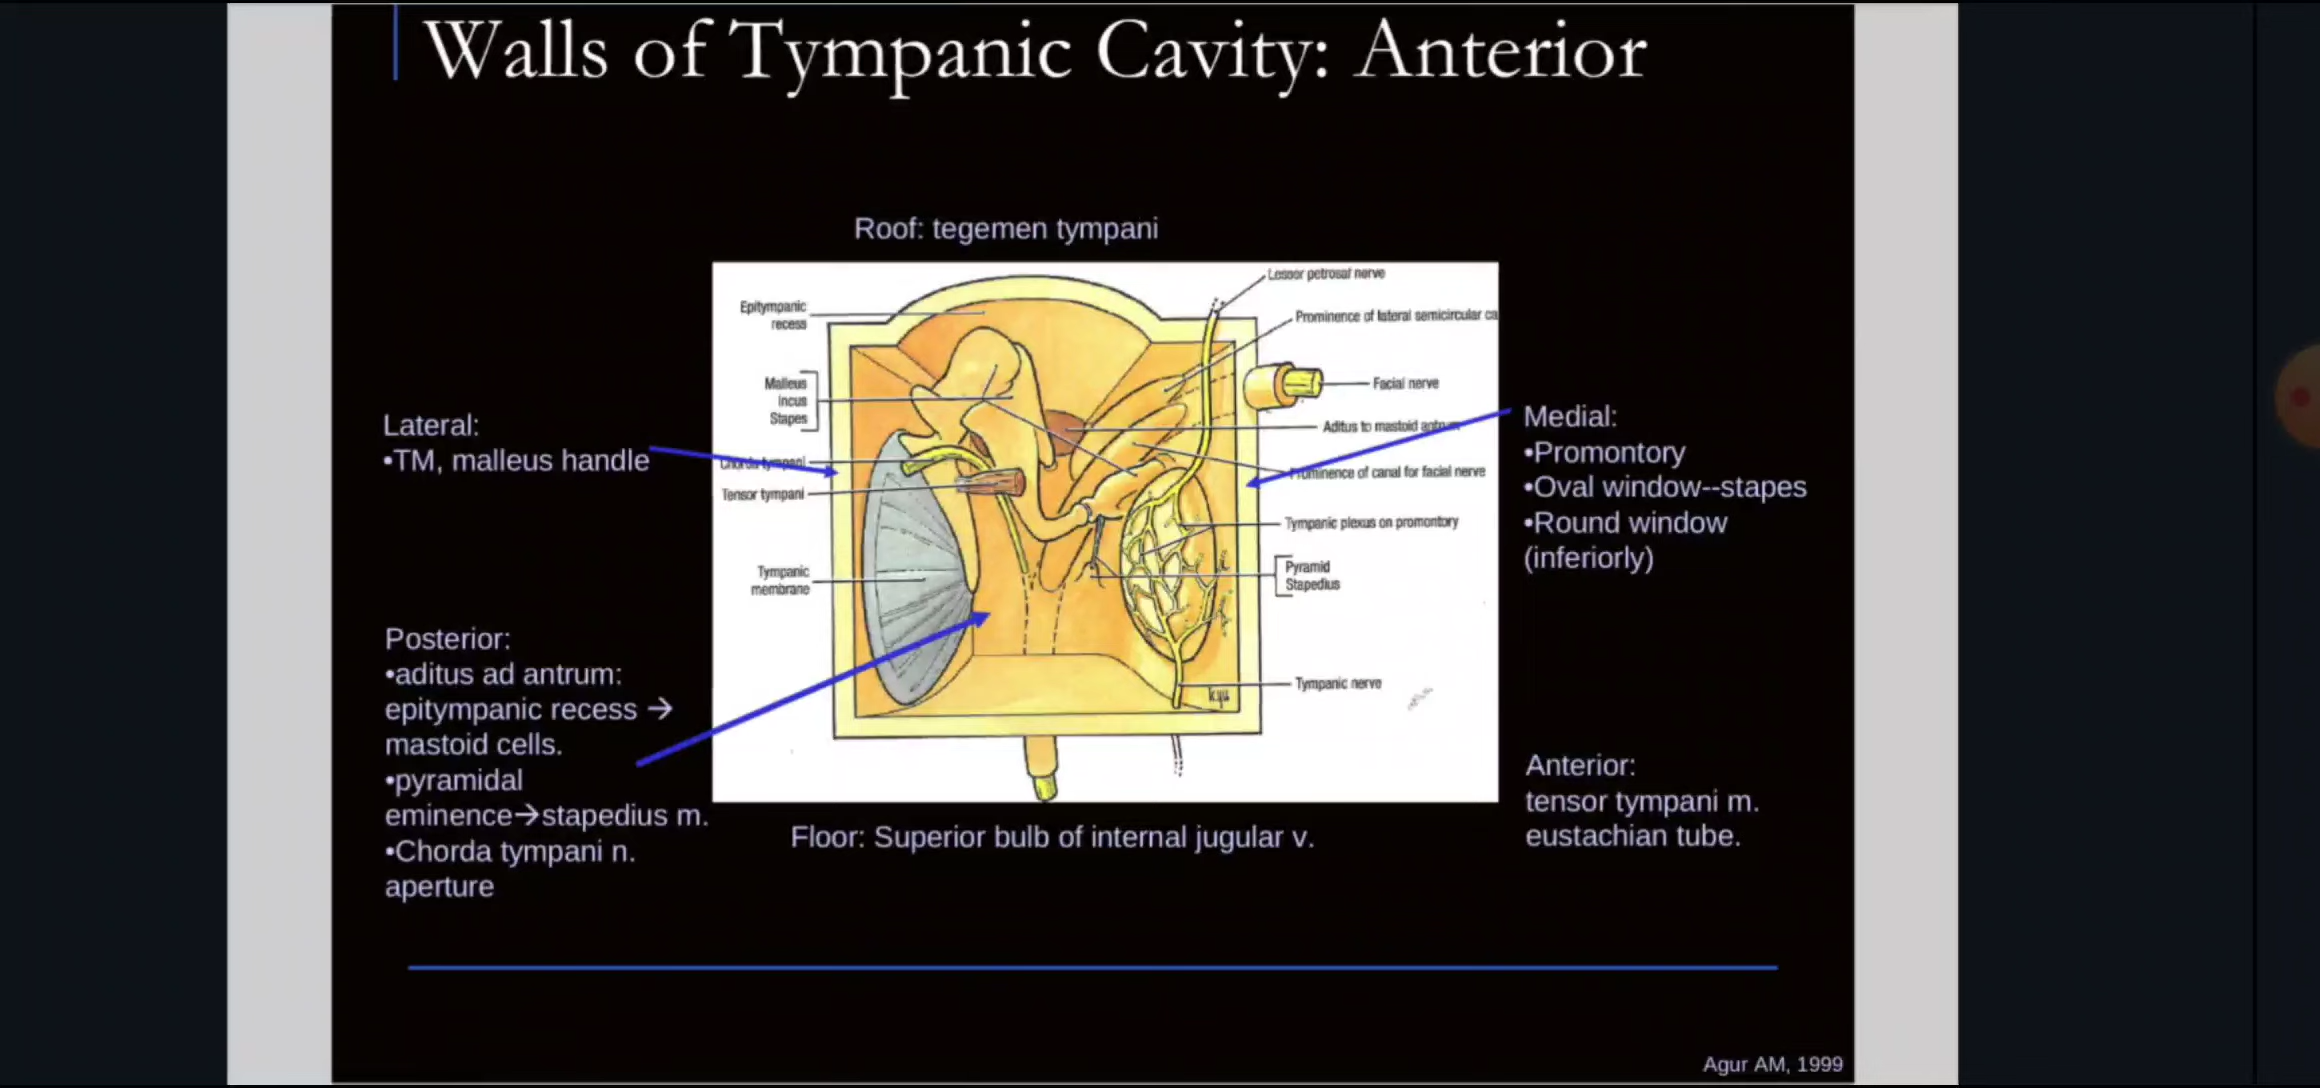 Walls of Tympanic Cavity: Anterior
Roof: tegemen tympani
Lesser petrosal nerve
Epitympanic
recess
Prominence of lateral semicircular ca
Malleus
Incus
Stapes
Facial nerve
Aditus to mastoid antrum
Lateral:
•TM, malleus handle
Chorda tympani
Tensor tympani
Prominence of canal for facial nerve
Tympanic plexus on promontory
Tympanic
membrane
Pyramid
Stapedius
Tympanic nerve
Medial:
•Promontory
•Oval window--stapes
•Round window
(inferiorly)
Posterior:
•aditus ad antrum:
epitympanic recess →
mastoid cells.
•pyramidal
eminence→stapedius m.
•Chorda tympani n.
aperture
Anterior:
tensor tympani m.
eustachian tube.
Floor: Superior bulb of internal jugular v.
Agur AM, 1999